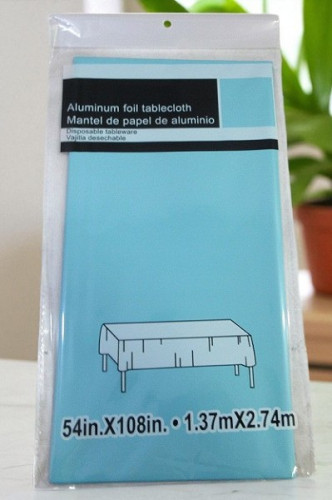 Aluminum foil tablecloth
Mantel de papel de aluminio
Disposable tableware
Vajilla desechable
54in.X108in. • 1.37mX2.74m